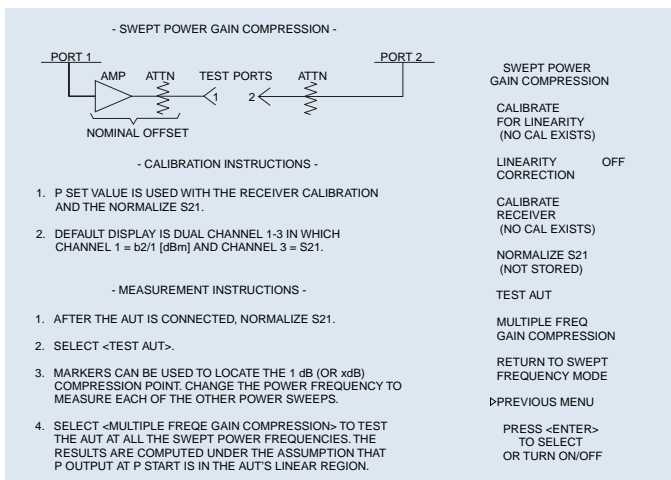 - SWEPT POWER GAIN COMPRESSION -
PORT 1
PORT 2
AMP ATTN TEST PORTS ATTN
1 2
NOMINAL OFFSET
- CALIBRATION INSTRUCTIONS -
1. P SET VALUE IS USED WITH THE RECEIVER CALIBRATION
AND THE NORMALIZE S21.
2. DEFAULT DISPLAY IS DUAL CHANNEL 1-3 IN WHICH
CHANNEL 1 = b2/1 [dBm] AND CHANNEL 3 = S21.
- MEASUREMENT INSTRUCTIONS -
1. AFTER THE AUT IS CONNECTED, NORMALIZE S21.
2. SELECT <TEST AUT>.
3. MARKERS CAN BE USED TO LOCATE THE 1 dB (OR xdB)
COMPRESSION POINT. CHANGE THE POWER FREQUENCY TO
MEASURE EACH OF THE OTHER POWER SWEEPS.
4. SELECT <MULTIPLE FREQE GAIN COMPRESSION> TO TEST
THE AUT AT ALL THE SWEPT POWER FREQUENCIES. THE
RESULTS ARE COMPUTED UNDER THE ASSUMPTION THAT
P OUTPUT AT P START IS IN THE AUT'S LINEAR REGION.
SWEPT POWER
GAIN COMPRESSION
CALIBRATE
FOR LINEARITY
(NO CAL EXISTS)
LINEARITY OFF
CORRECTION
CALIBRATE
RECEIVER
(NO CAL EXISTS)
NORMALIZE S21
(NOT STORED)
TEST AUT
MULTIPLE FREQ
GAIN COMPRESSION
RETURN TO SWEPT
FREQUENCY MODE
PREVIOUS MENU
PRESS <ENTER>
TO SELECT
OR TURN ON/OFF